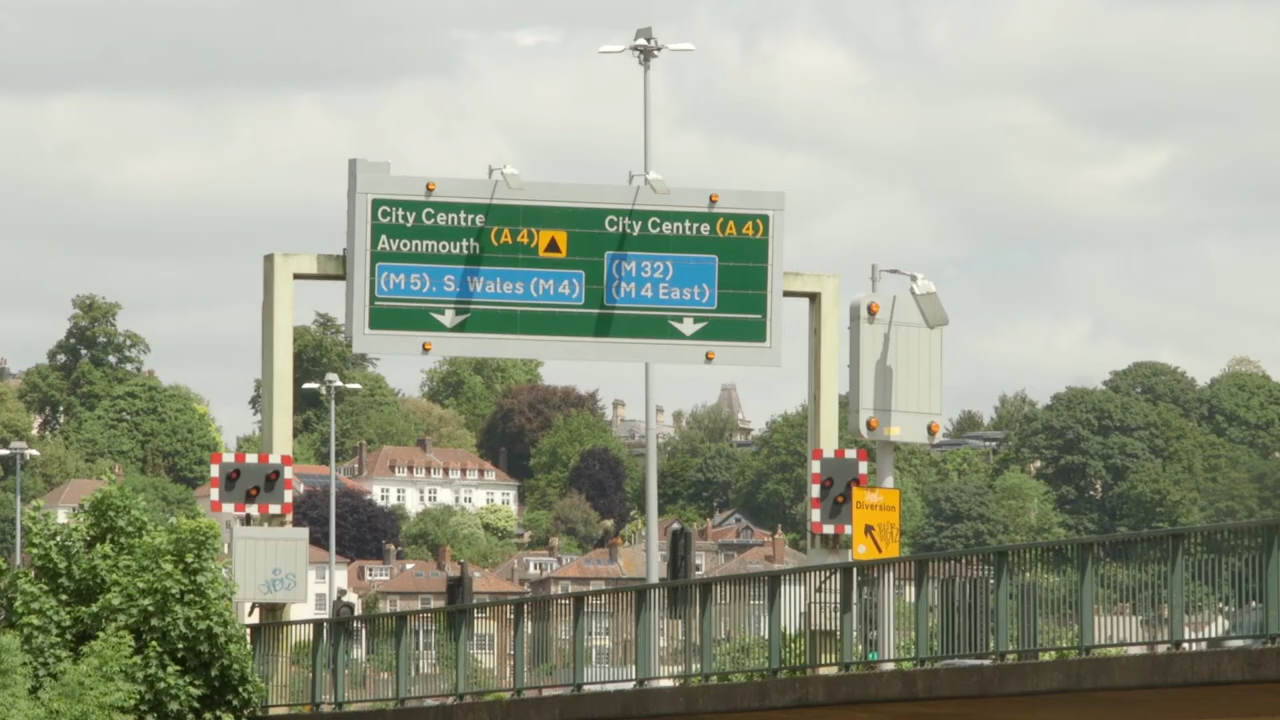 City Centre
Avonmouth (A 4)
(M 5), S. Wales (M 4)
City Centre (A 4)
(M 32)
(M 4 East)
Diversion